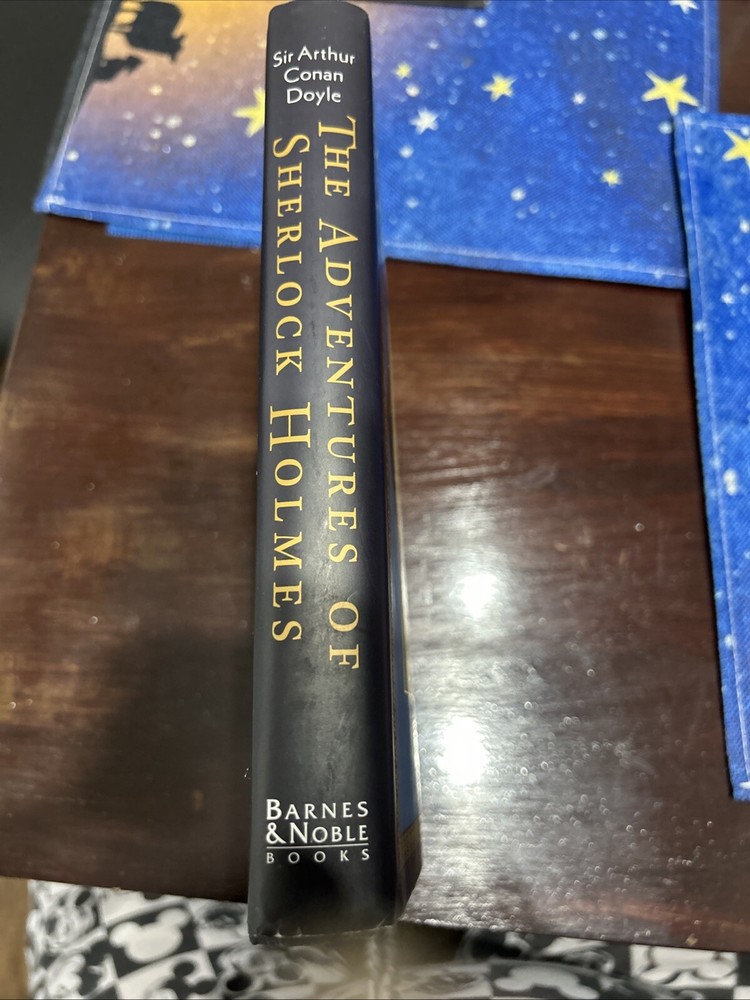 Sir Arthur
Conan
Doyle
THE ADVENTURES OF
SHERLOCK HOLMES
BARNES
&NOBLE
BOOKS